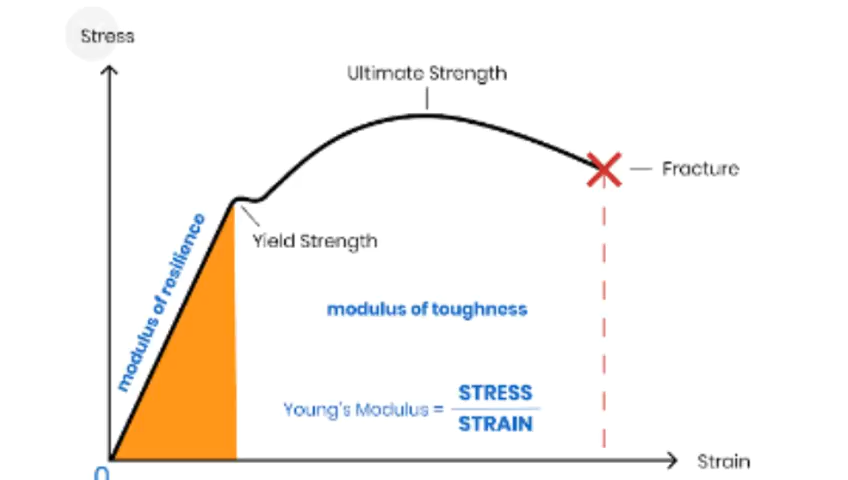 Stress
Ultimate Strength
Fracture
modulus of resilience
Yield Strength
modulus of toughness
Young's Modulus = STRESS
STRAIN
Strain
0